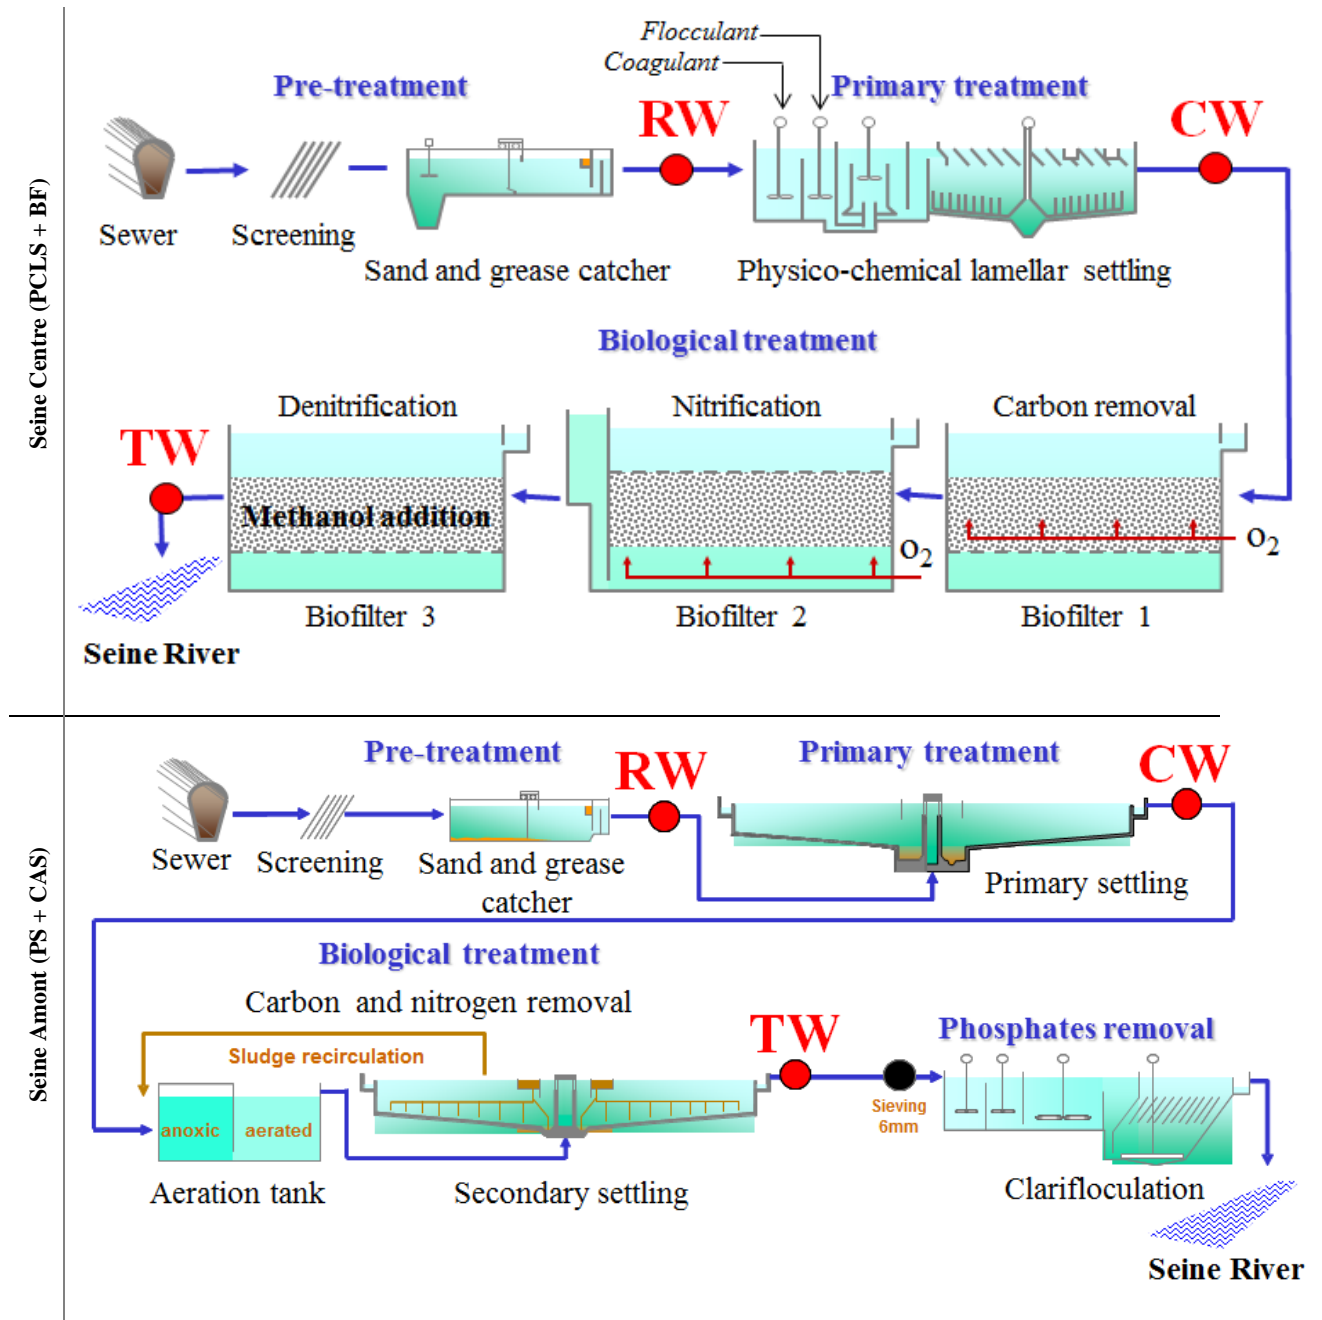 Seine Centre (PCLS + BF)
Flocculant
Coagulant
Pre-treatment
Primary treatment
RW
CW
Sewer
Screening
Sand and grease catcher
Physico-chemical lamellar settling
Biological treatment
Denitrification
Nitrification
Carbon removal
TW
Methanol addition
O2
O2
Biofilter 3
Biofilter 2
Biofilter 1
Seine River
Seine Amont (PS + CAS)
Pre-treatment
Primary treatment
RW
CW
Sewer
Screening
Sand and grease
catcher
Primary settling
Biological treatment
Carbon and nitrogen removal
TW
Phosphates removal
Sludge recirculation
Sieving
6mm
anoxic
aerated
Aeration tank
Secondary settling
Clarifloculation
Seine River